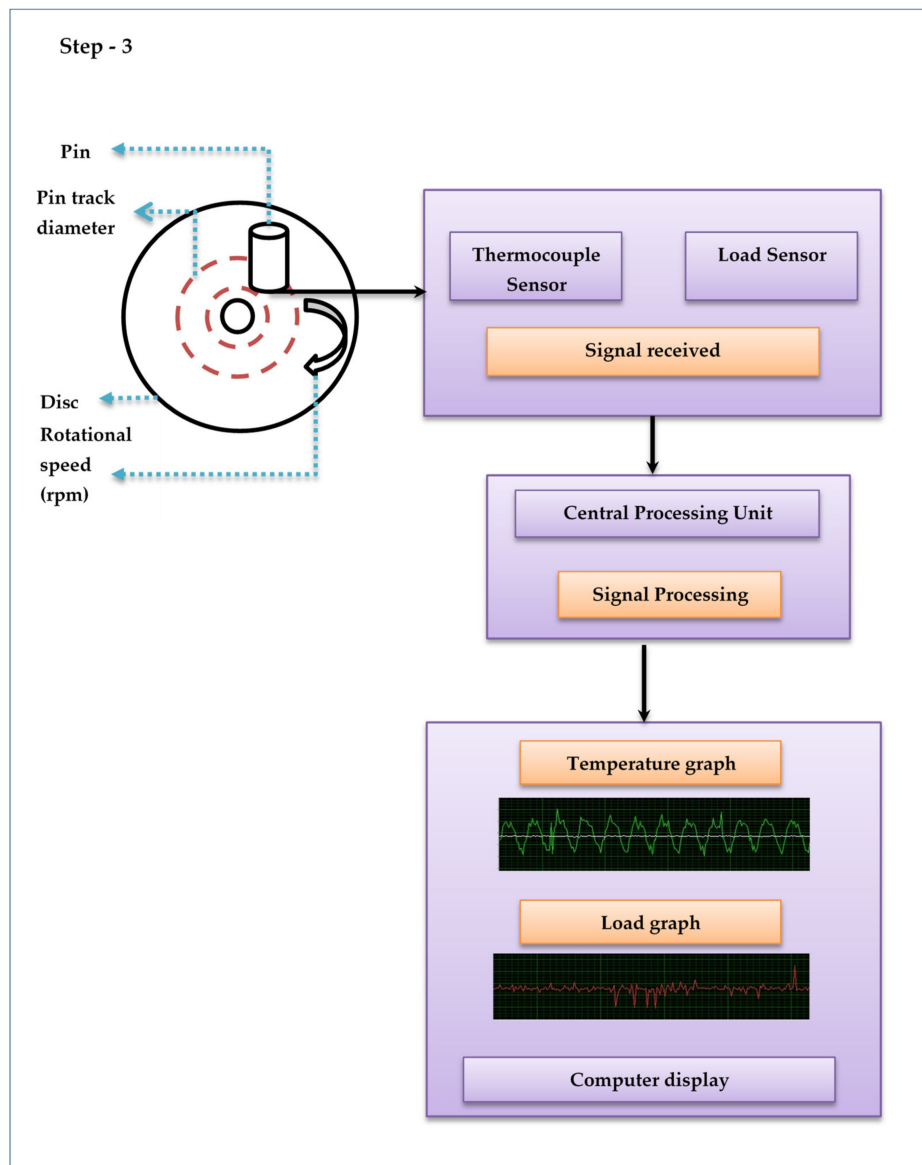 Step - 3
Pin
Pin track
diameter
Disc
Rotational
speed
(rpm)
Thermocouple
Sensor
Load Sensor
Signal received
Central Processing Unit
Signal Processing
Temperature graph
Load graph
Computer display